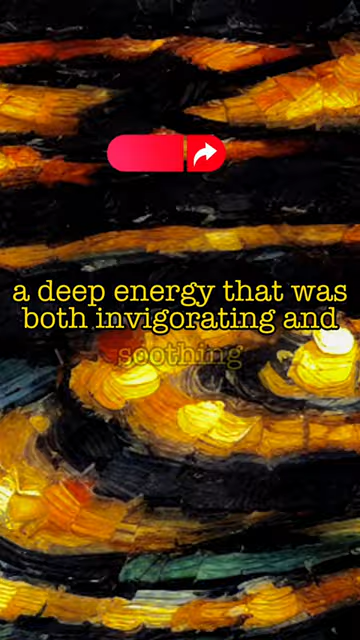 a deep energy that was
both invigorating and
soothing